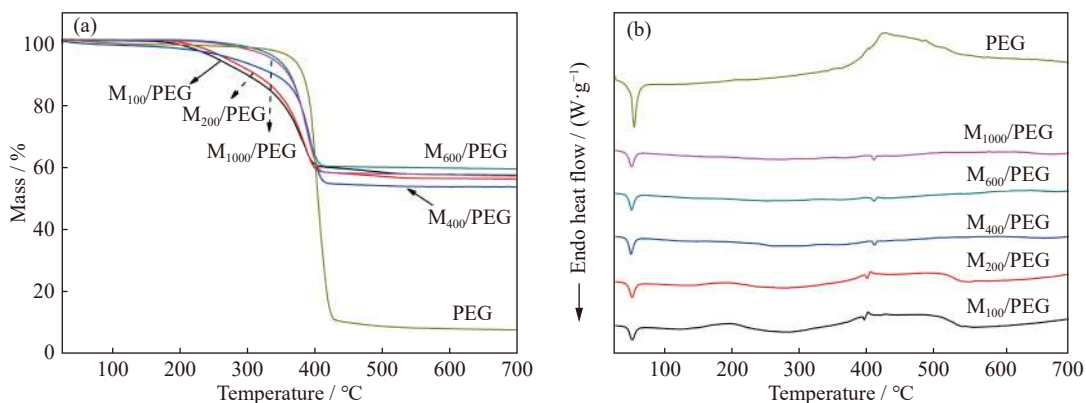 (a)
100
80
60
40
20
0
Mass / %
M₁₀₀/PEG
M₂₀₀/PEG
M₁₀₀₀/PEG
M₆₀₀/PEG
M₄₀₀/PEG
PEG
100 200 300 400 500 600 700
Temperature / °C
(b)
Endo heat flow / (W·g⁻¹)
PEG
M₁₀₀₀/PEG
M₆₀₀/PEG
M₄₀₀/PEG
M₂₀₀/PEG
M₁₀₀/PEG
100 200 300 400 500 600 700
Temperature / °C